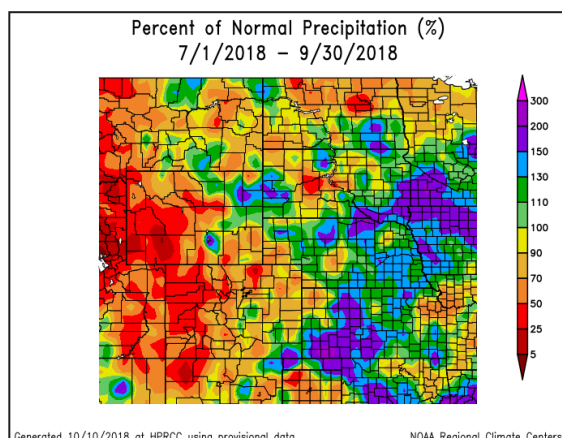 Percent of Normal Precipitation (%)
7/1/2018 – 9/30/2018
300
200
150
130
110
100
90
70
50
25
5
Generated 10/10/2018 at HPRCC using provisional data.
NOAA Regional Climate Centers